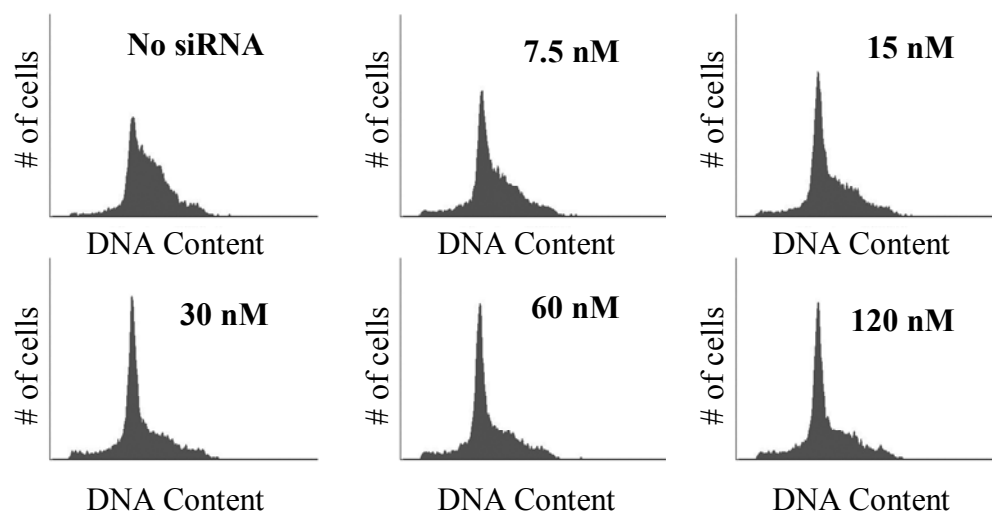 No siRNA
# of cells
DNA Content
7.5 nM
# of cells
DNA Content
15 nM
# of cells
DNA Content
30 nM
# of cells
DNA Content
60 nM
# of cells
DNA Content
120 nM
# of cells
DNA Content